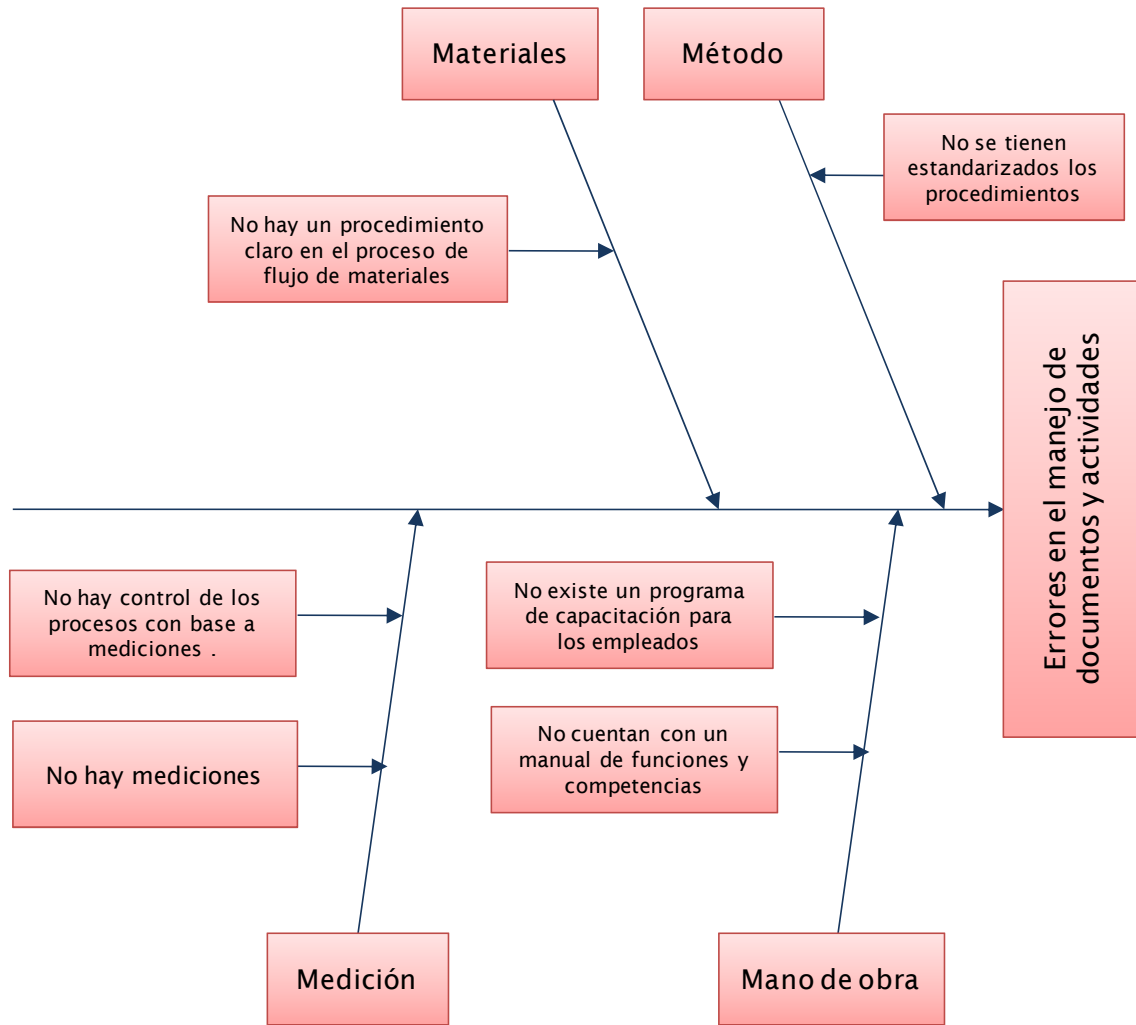 Materiales
Método
No se tienen
estandarizados los
procedimientos
No hay un procedimiento
claro en el proceso de
flujo de materiales
Errores en el manejo de
documentos y actividades
No hay control de los
procesos con base a
mediciones .
No existe un programa
de capacitación para
los empleados
No hay mediciones
No cuentan con un
manual de funciones y
competencias
Medición
Mano de obra